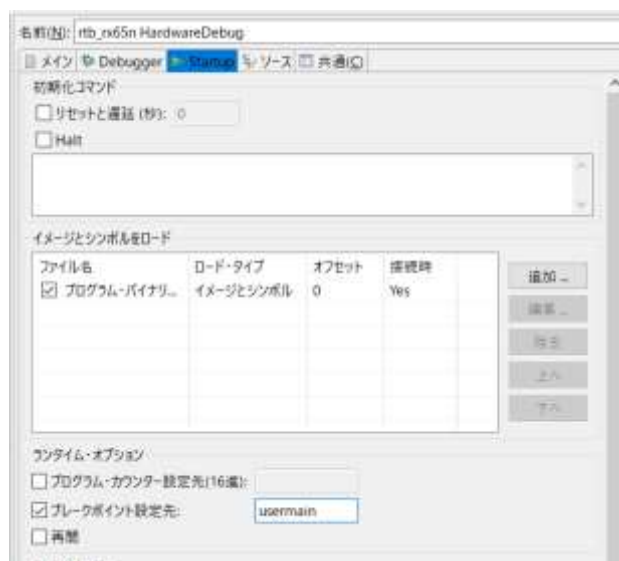 名前(N): rtb_rx65n HardwareDebug
メイン Debugger Startup ソース 共通(C)
初期化コマンド
リセットと遅延 (秒): 0
Halt
イメージとシンボルをロード
ファイル名 ロード・タイプ オフセット 接続時
プログラム・バイナリ... イメージとシンボル 0 Yes
追加...
編集...
除去
上へ
下へ
ランタイム・オプション
プログラム・カウンター設定先(16進):
ブレークポイント設定先: usermain
再開